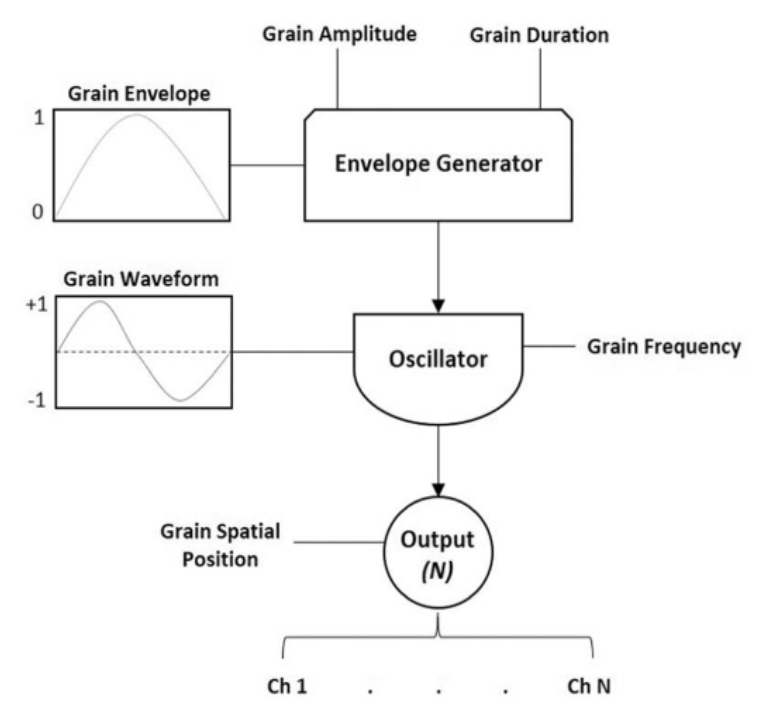 Grain Amplitude
Grain Duration
Grain Envelope
1
0
Envelope Generator
Grain Waveform
+1
-1
Oscillator
Grain Frequency
Grain Spatial
Position
Output
(N)
Ch 1 . . . Ch N